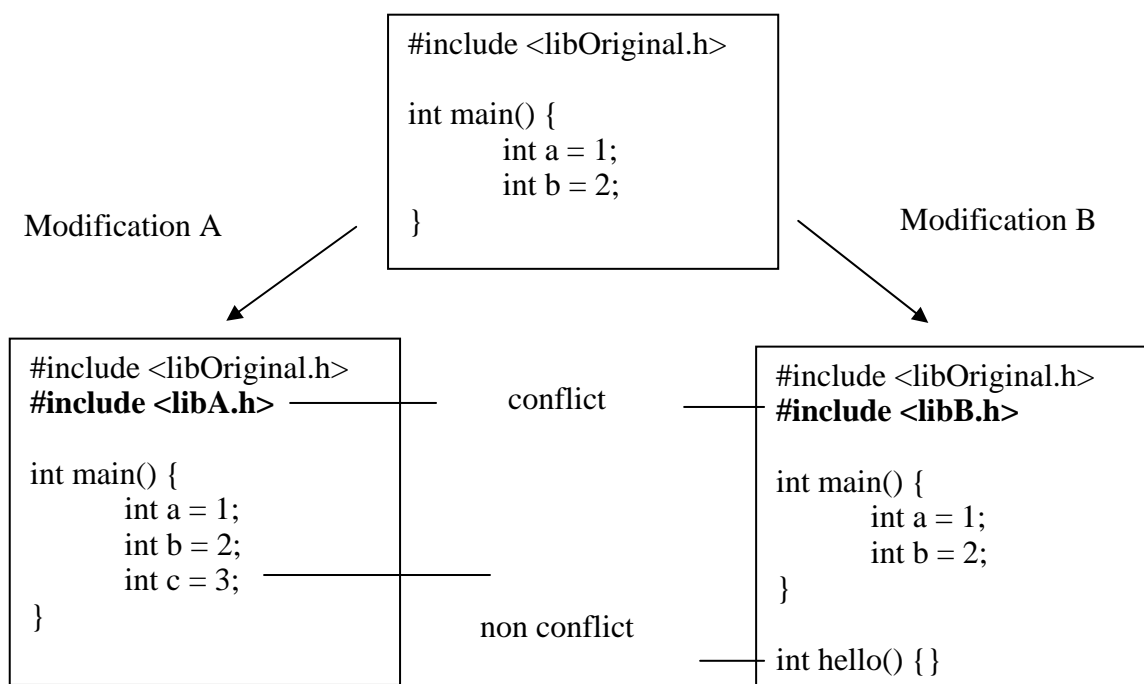 #include <libOriginal.h>
int main() {
int a = 1;
int b = 2;
}
Modification A
Modification B
#include <libOriginal.h>
#include <libA.h>
int main() {
int a = 1;
int b = 2;
int c = 3;
}
conflict
non conflict
#include <libOriginal.h>
#include <libB.h>
int main() {
int a = 1;
int b = 2;
}
int hello() {}